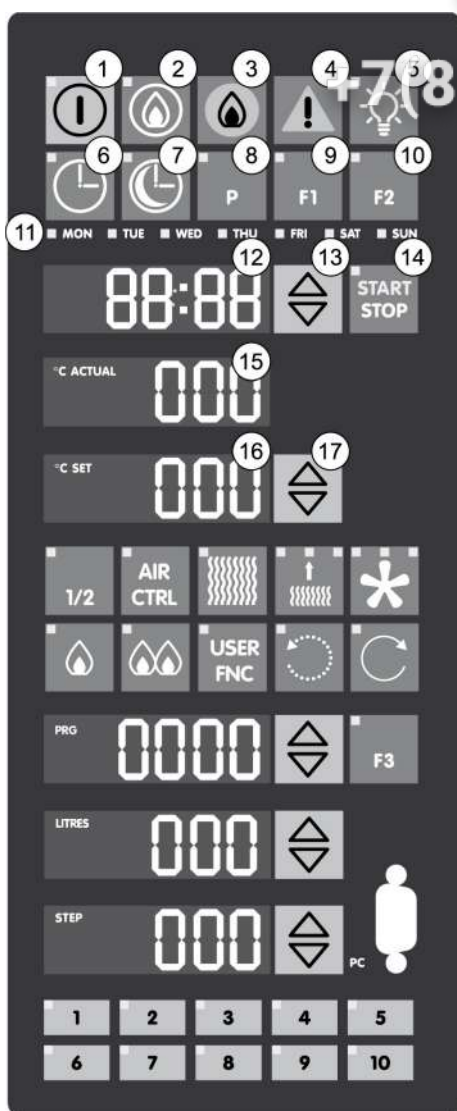 1 2 3 4 5
+7(8
6 7 8 9 10
P F1 F2
11 MON TUE WED THU FRI SAT SUN
12 13 14
88:88 START STOP
15
°C ACTUAL 000
16 17
°C SET 000
1/2 AIR CTRL
USER FNC
PRG 0000 F3
LITRES 000
STEP 000
PC
1 2 3 4 5
6 7 8 9 10